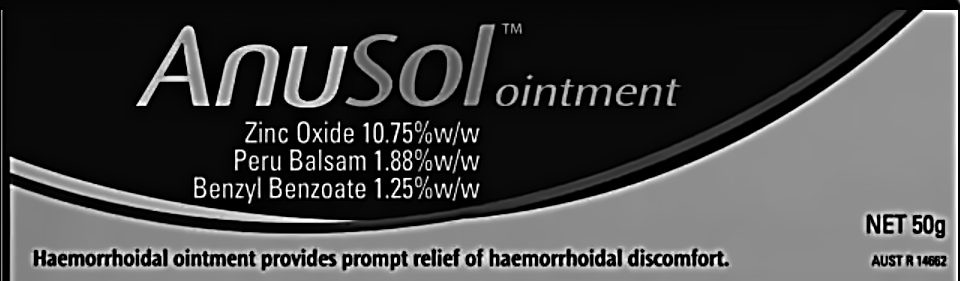 AnuSol™ ointment
Zinc Oxide 10.75%w/w
Peru Balsam 1.88%w/w
Benzyl Benzoate 1.25%w/w
NET 50g
Haemorrhoidal ointment provides prompt relief of haemorrhoidal discomfort.
AUST R 14662